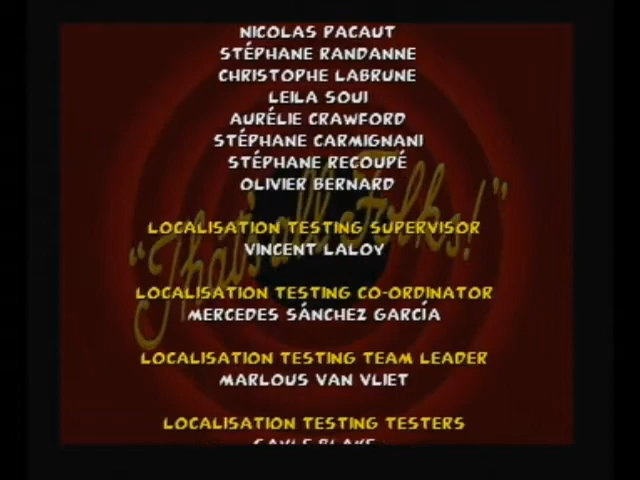 NICOLAS PACAUT
STÉPHANE RANDANNE
CHRISTOPHE LABRUNE
LEILA SOUI
AURÉLIE CRAWFORD
STÉPHANE CARMIGNANI
STÉPHANE RECOUPÉ
OLIVIER BERNARD
"That's all Folks!"
LOCALISATION TESTING SUPERVISOR
VINCENT LALOY
LOCALISATION TESTING CO-ORDINATOR
MERCEDES SÁNCHEZ GARCÍA
LOCALISATION TESTING TEAM LEADER
MARLOUS VAN VLIET
LOCALISATION TESTING TESTERS